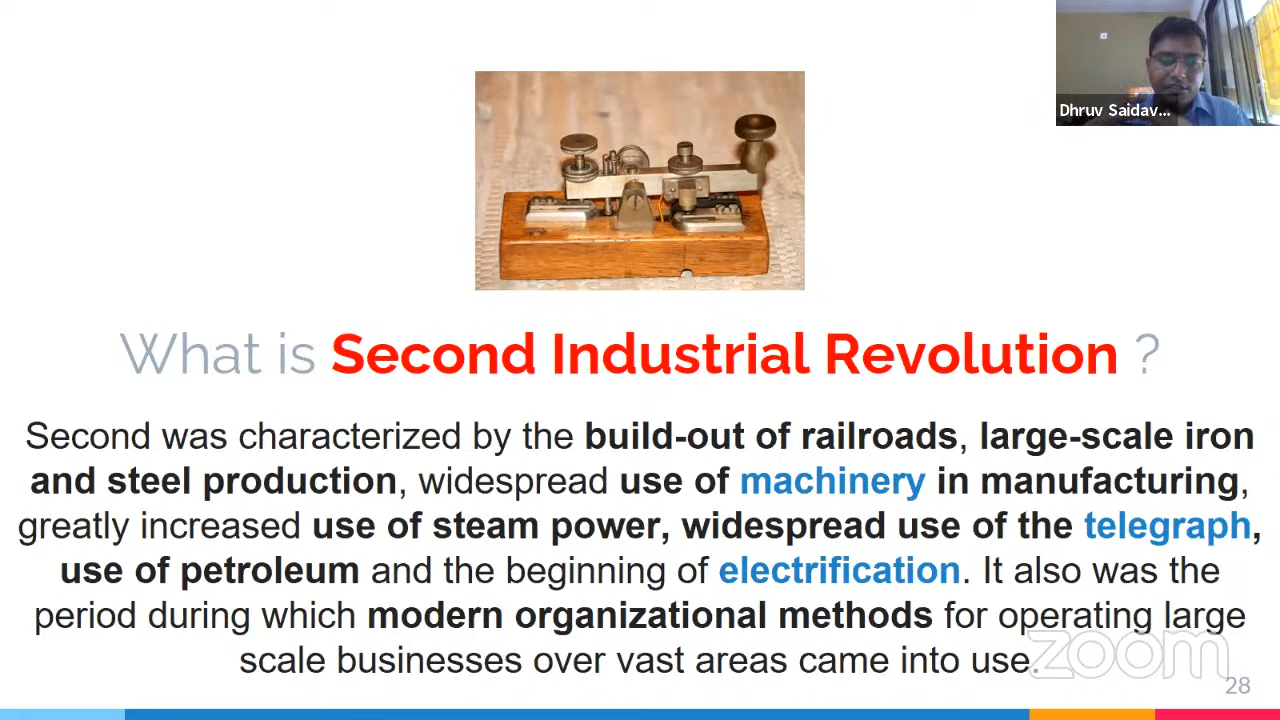 Dhruv Saidav...
What is Second Industrial Revolution ?
Second was characterized by the build-out of railroads, large-scale iron
and steel production, widespread use of machinery in manufacturing,
greatly increased use of steam power, widespread use of the telegraph,
use of petroleum and the beginning of electrification. It also was the
period during which modern organizational methods for operating large
scale businesses over vast areas came into use.
zoom
28